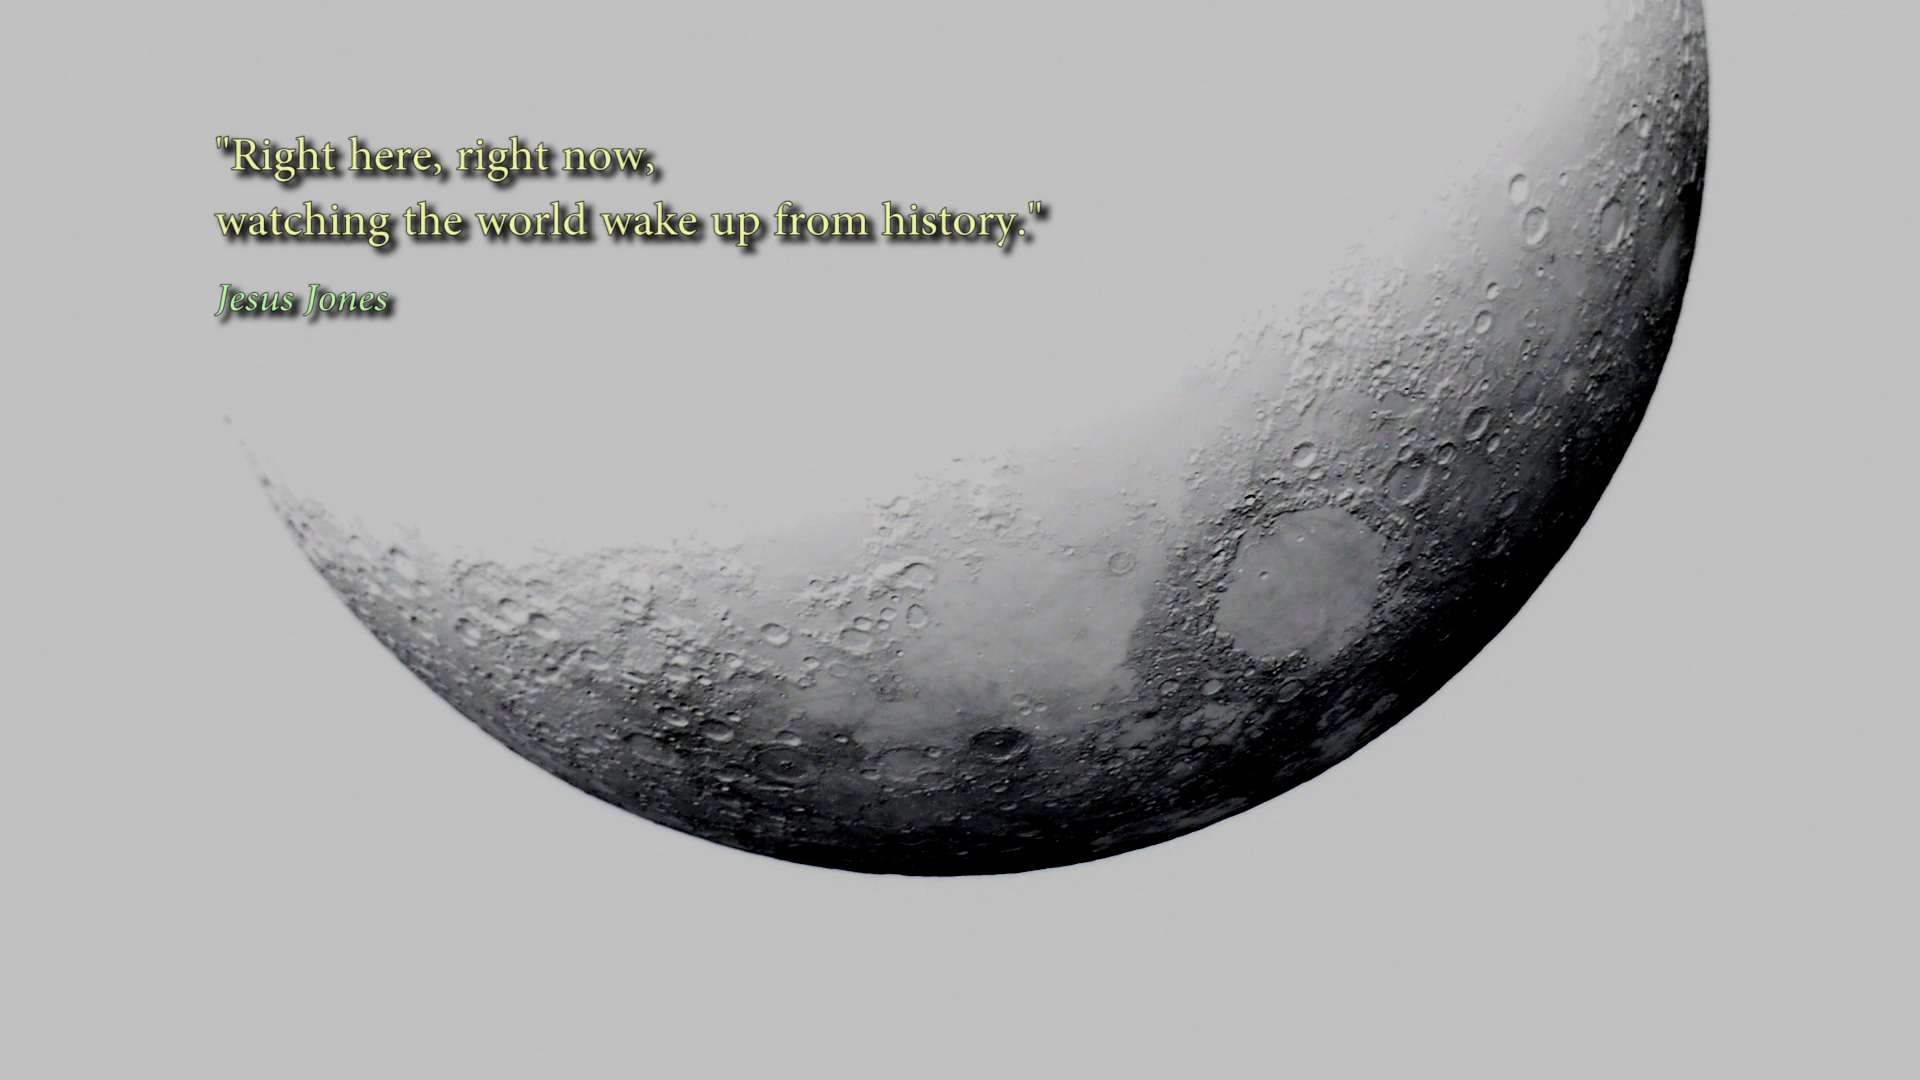 "Right here, right now,
watching the world wake up from history."
Jesus Jones